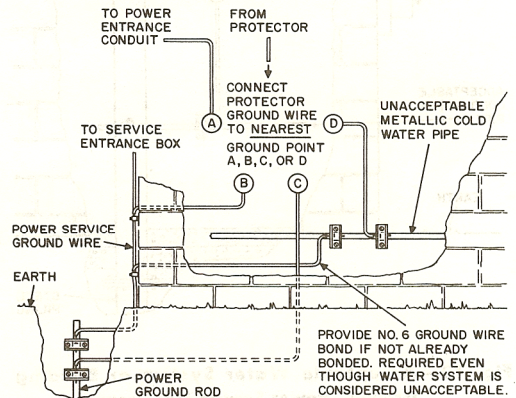 TO POWER
ENTRANCE
CONDUIT
FROM
PROTECTOR
CONNECT
PROTECTOR
GROUND WIRE
TO NEAREST
GROUND POINT
A, B, C, OR D
A
D
B
C
UNACCEPTABLE
METALLIC COLD
WATER PIPE
TO SERVICE
ENTRANCE BOX
POWER SERVICE
GROUND WIRE
EARTH
POWER
GROUND ROD
PROVIDE NO. 6 GROUND WIRE
BOND IF NOT ALREADY
BONDED. REQUIRED EVEN
THOUGH WATER SYSTEM IS
CONSIDERED UNACCEPTABLE.